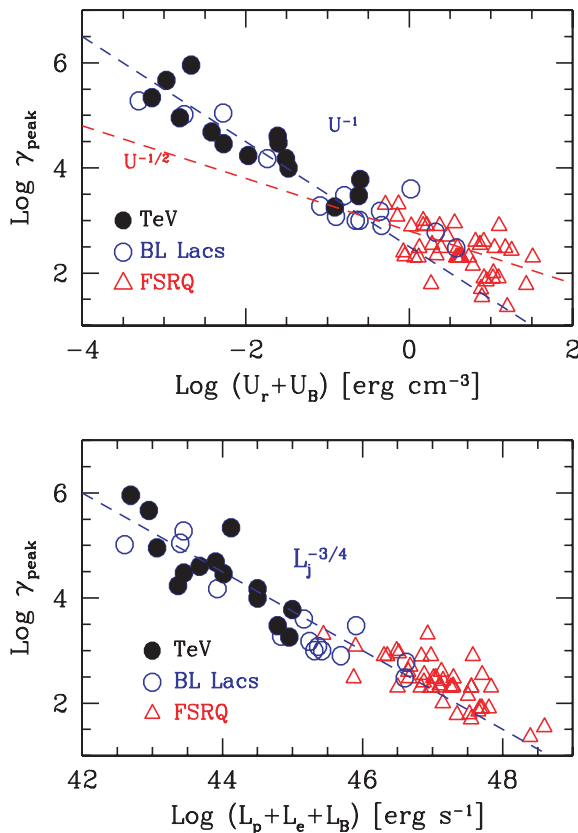 6
4
2
Log γpeak
U⁻¹
U⁻¹/²
TeV
BL Lacs
FSRQ
−4 −2 0 2
Log (Ur+UB) [erg cm⁻³]
6
4
2
Log γpeak
Lj⁻³/⁴
TeV
BL Lacs
FSRQ
42 44 46 48
Log (Lp+Le+LB) [erg s⁻¹]